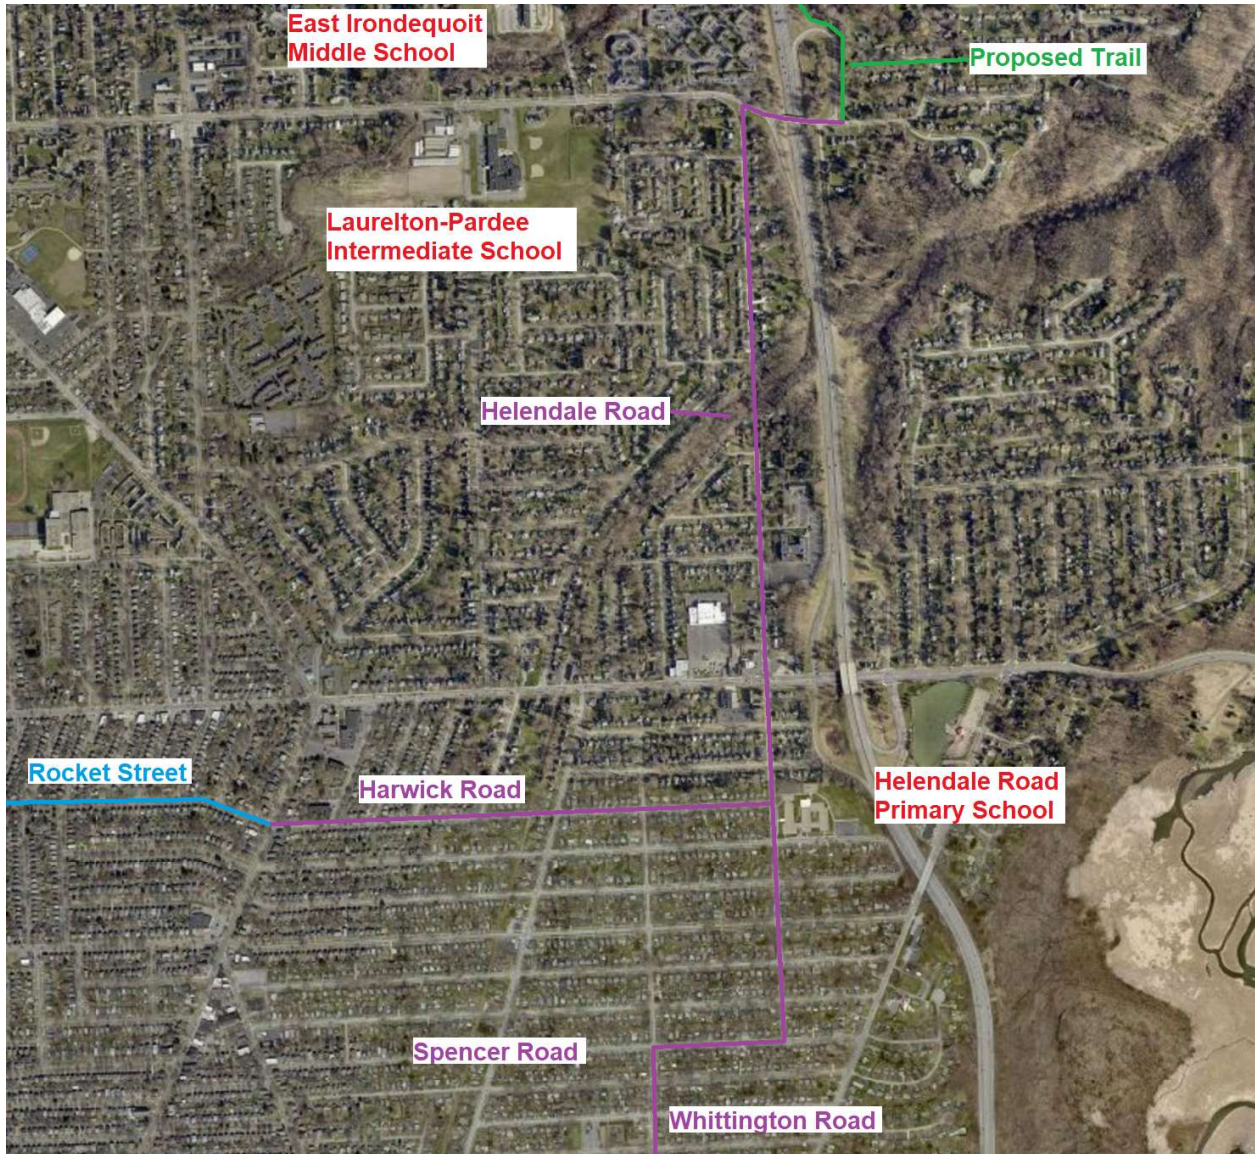 East Irondequoit
Middle School
Proposed Trail
Laurelton-Pardee
Intermediate School
Helendale Road
Rocket Street
Harwick Road
Helendale Road
Primary School
Spencer Road
Whittington Road